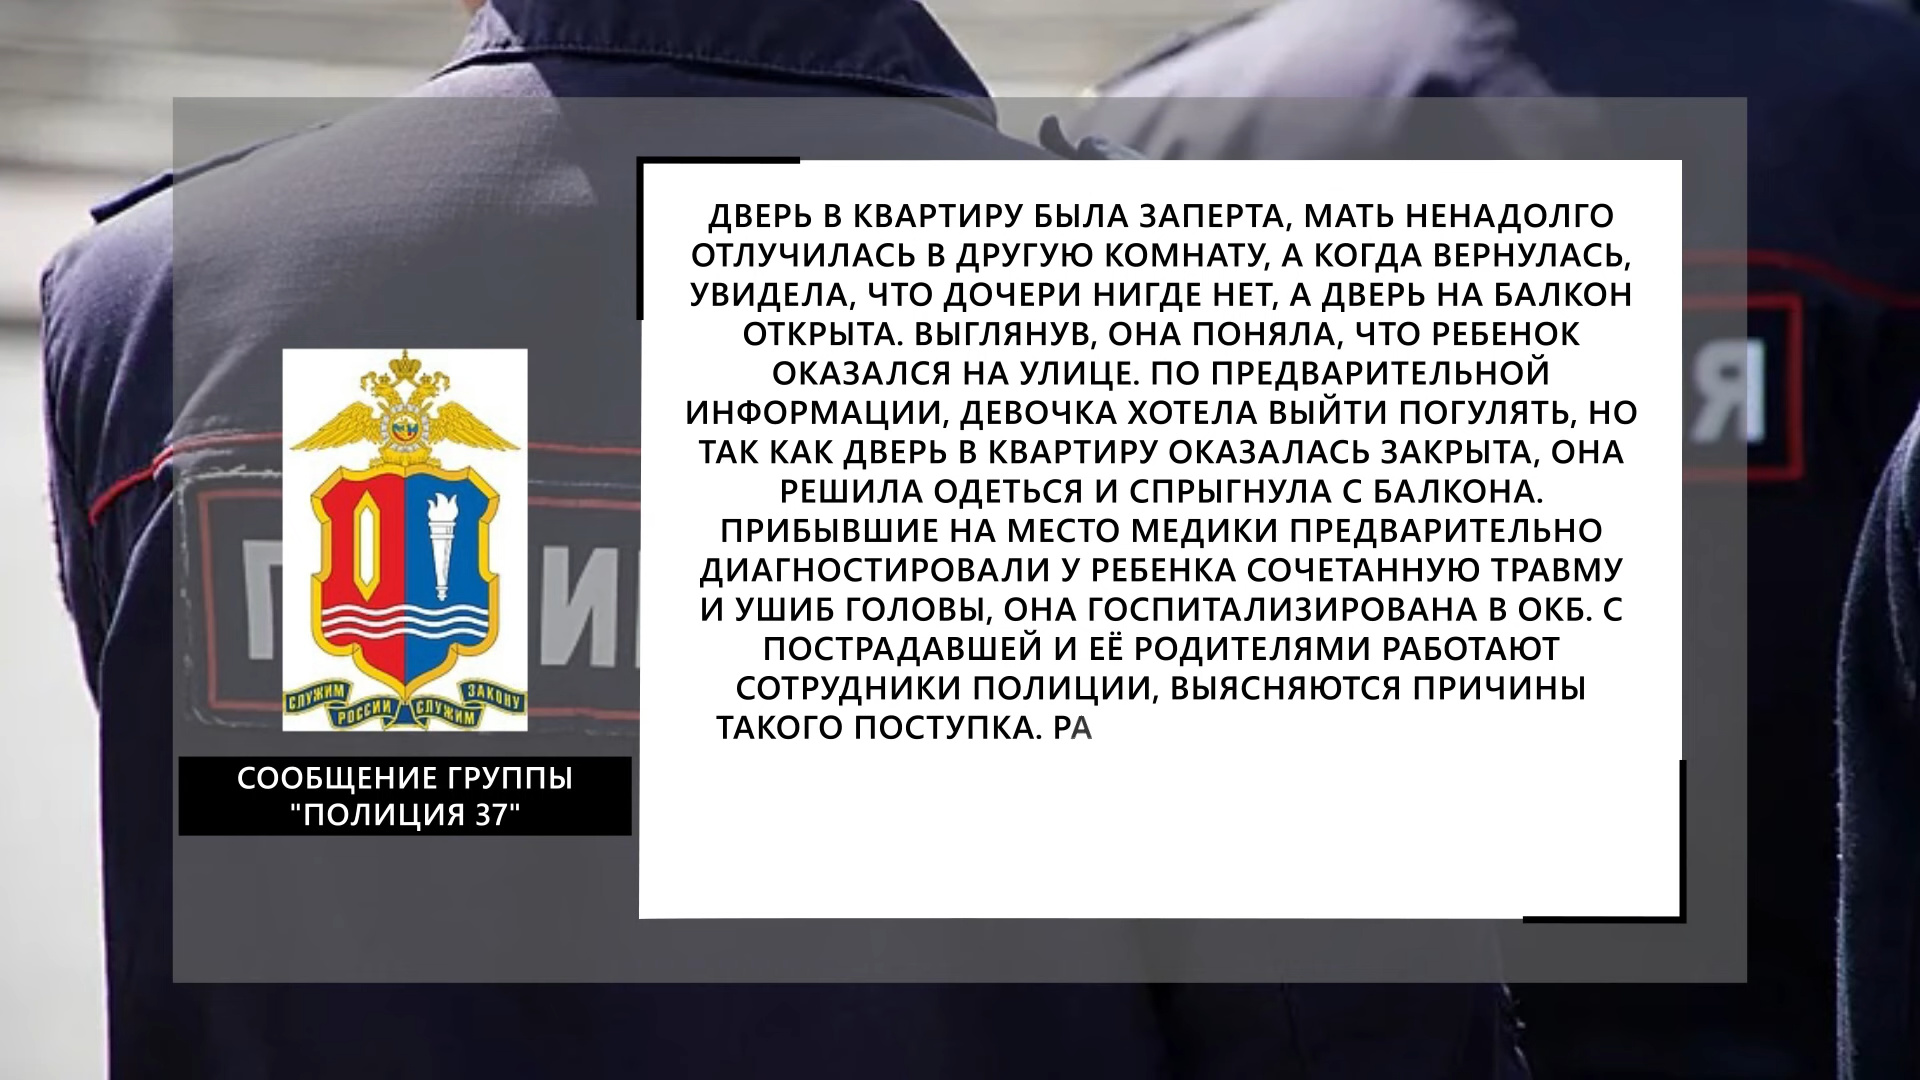 ДВЕРЬ В КВАРТИРУ БЫЛА ЗАПЕРТА, МАТЬ НЕНАДОЛГО
ОТЛУЧИЛАСЬ В ДРУГУЮ КОМНАТУ, А КОГДА ВЕРНУЛАСЬ,
УВИДЕЛА, ЧТО ДОЧЕРИ НИГДЕ НЕТ, А ДВЕРЬ НА БАЛКОН
ОТКРЫТА. ВЫГЛЯНУВ, ОНА ПОНЯЛА, ЧТО РЕБЕНОК
ОКАЗАЛСЯ НА УЛИЦЕ. ПО ПРЕДВАРИТЕЛЬНОЙ
ИНФОРМАЦИИ, ДЕВОЧКА ХОТЕЛА ВЫЙТИ ПОГУЛЯТЬ, НО
ТАК КАК ДВЕРЬ В КВАРТИРУ ОКАЗАЛАСЬ ЗАКРЫТА, ОНА
РЕШИЛА ОДЕТЬСЯ И СПРЫГНУЛА С БАЛКОНА.
ПРИБЫВШИЕ НА МЕСТО МЕДИКИ ПРЕДВАРИТЕЛЬНО
ДИАГНОСТИРОВАЛИ У РЕБЕНКА СОЧЕТАННУЮ ТРАВМУ
И УШИБ ГОЛОВЫ, ОНА ГОСПИТАЛИЗИРОВАНА В ОКБ. С
ПОСТРАДАВШЕЙ И ЕЁ РОДИТЕЛЯМИ РАБОТАЮТ
СОТРУДНИКИ ПОЛИЦИИ, ВЫЯСНЯЮТСЯ ПРИЧИНЫ
ТАКОГО ПОСТУПКА. РА
СЛУЖИМ РОССИИ СЛУЖИМ ЗАКОНУ
СООБЩЕНИЕ ГРУППЫ
"ПОЛИЦИЯ 37"
Я